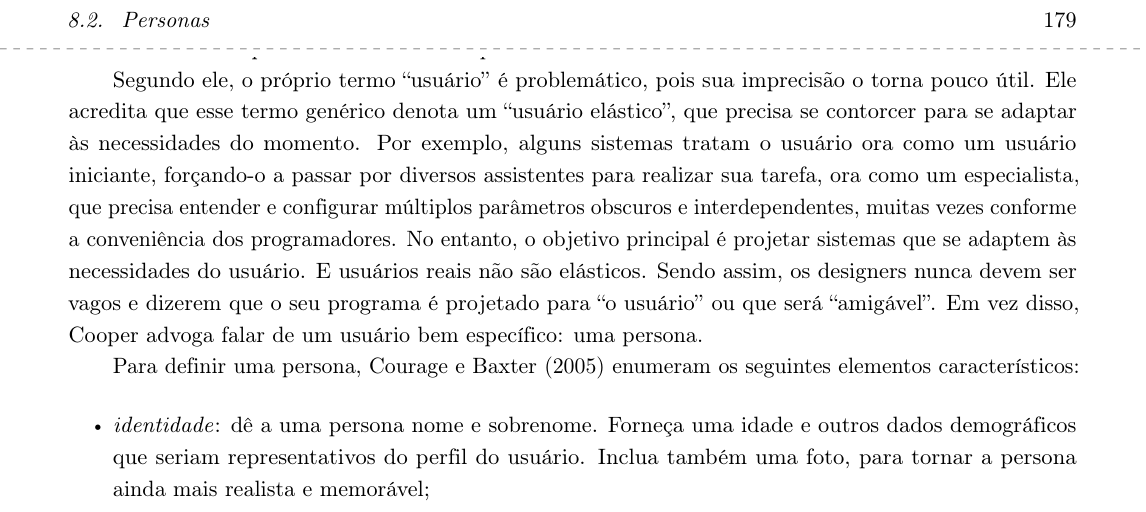 8.2. Personas 179
Segundo ele, o próprio termo “usuário” é problemático, pois sua imprecisão o torna pouco útil. Ele
acredita que esse termo genérico denota um “usuário elástico”, que precisa se contorcer para se adaptar
às necessidades do momento. Por exemplo, alguns sistemas tratam o usuário ora como um usuário
iniciante, forçando-o a passar por diversos assistentes para realizar sua tarefa, ora como um especialista,
que precisa entender e configurar múltiplos parâmetros obscuros e interdependentes, muitas vezes conforme
a conveniência dos programadores. No entanto, o objetivo principal é projetar sistemas que se adaptem às
necessidades do usuário. E usuários reais não são elásticos. Sendo assim, os designers nunca devem ser
vagos e dizerem que o seu programa é projetado para “o usuário” ou que será “amigável”. Em vez disso,
Cooper advoga falar de um usuário bem específico: uma persona.
Para definir uma persona, Courage e Baxter (2005) enumeram os seguintes elementos característicos:
• identidade: dê a uma persona nome e sobrenome. Forneça uma idade e outros dados demográficos
que seriam representativos do perfil do usuário. Inclua também uma foto, para tornar a persona
ainda mais realista e memorável;